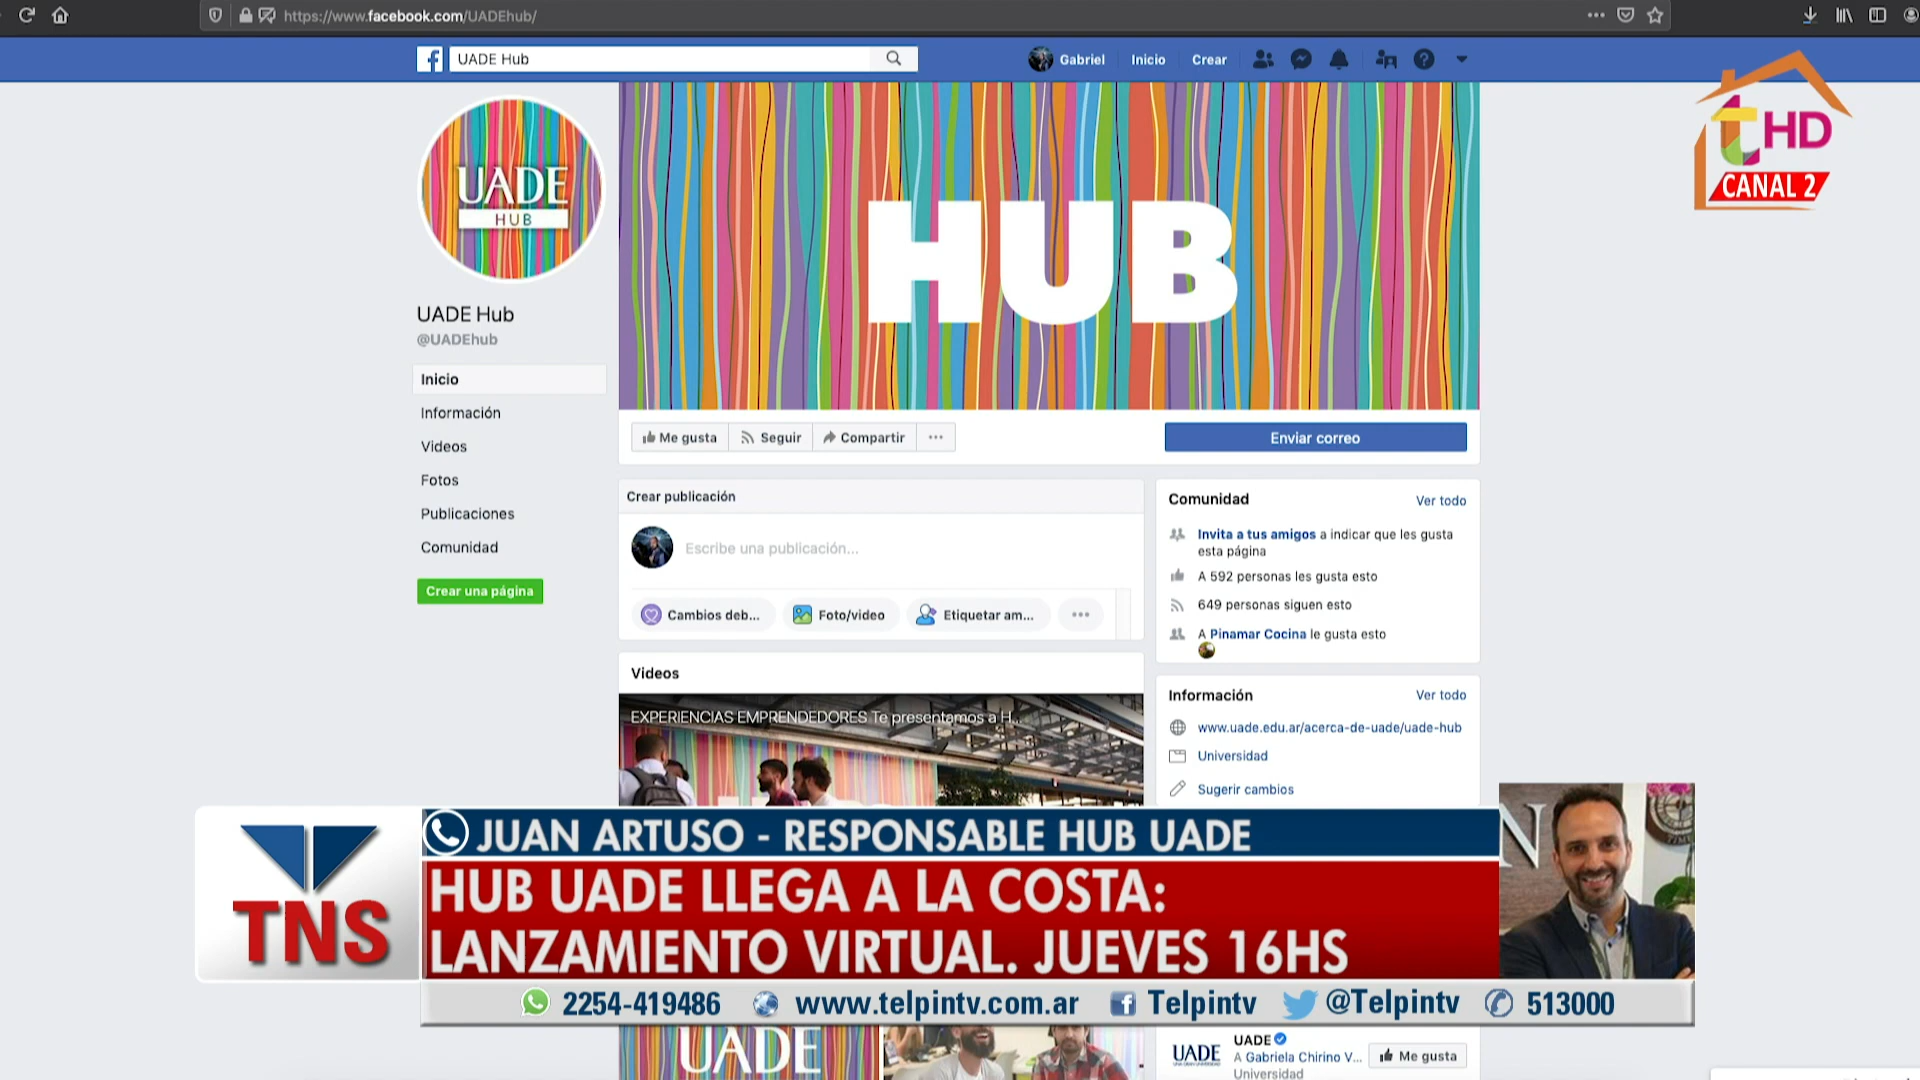 https://www.facebook.com/UADEhub/
UADE Hub
Gabriel
Inicio
Crear
tHD
CANAL 2
UADE
HUB
HUB
UADE Hub
@UADEhub
Inicio
Información
Videos
Fotos
Publicaciones
Comunidad
Crear una página
Me gusta
Seguir
Compartir
Enviar correo
Crear publicación
Escribe una publicación...
Cambios deb...
Foto/video
Etiquetar am...
Videos
EXPERIENCIAS EMPRENDEDORES Te presentamos a H...
Comunidad
Ver todo
Invita a tus amigos a indicar que les gusta
esta página
A 592 personas les gusta esto
649 personas siguen esto
A Pinamar Cocina le gusta esto
Información
Ver todo
www.uade.edu.ar/acerca-de-uade/uade-hub
Universidad
Sugerir cambios
TNS
JUAN ARTUSO - RESPONSABLE HUB UADE
HUB UADE LLEGA A LA COSTA:
LANZAMIENTO VIRTUAL. JUEVES 16HS
2254-419486
www.telpintv.com.ar
Telpintv
@Telpintv
513000
UADE
UADE
UADE
A Gabriela Chirino V...
Universidad
Me gusta